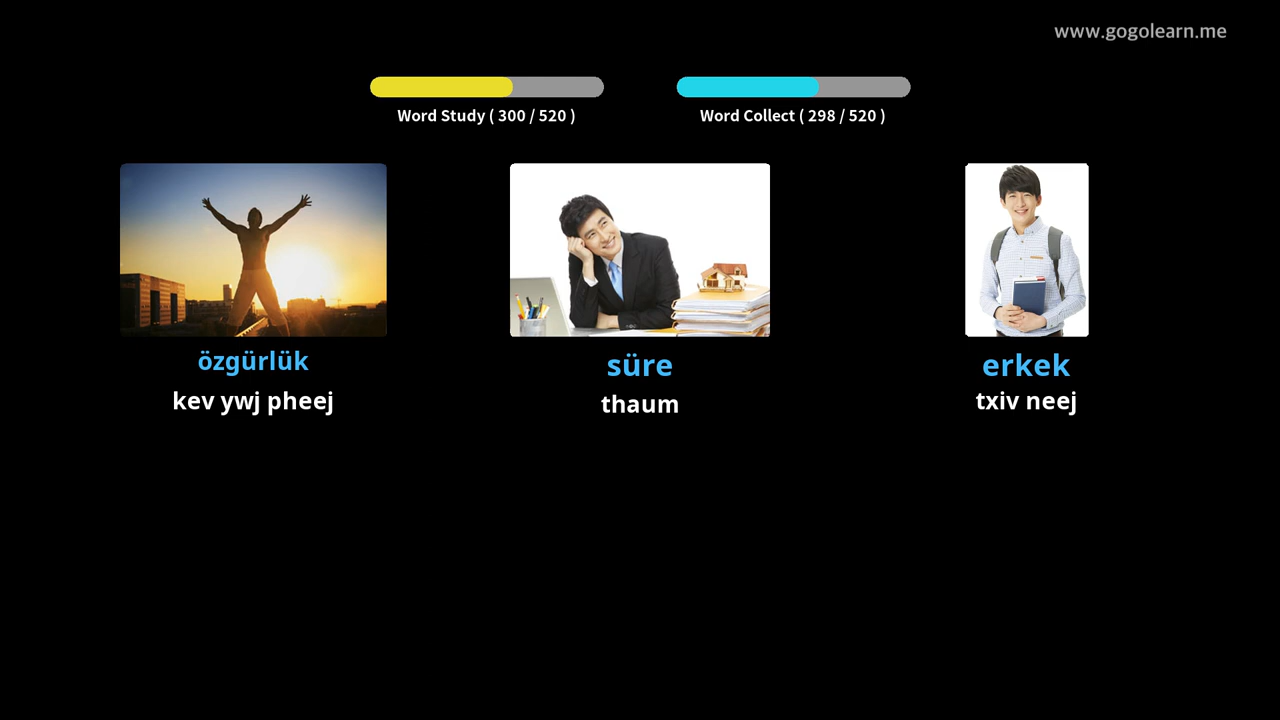 www.gogolearn.me
Word Study ( 300 / 520 )
Word Collect ( 298 / 520 )
özgürlük
kev ywj pheej
süre
thaum
erkek
txiv neej